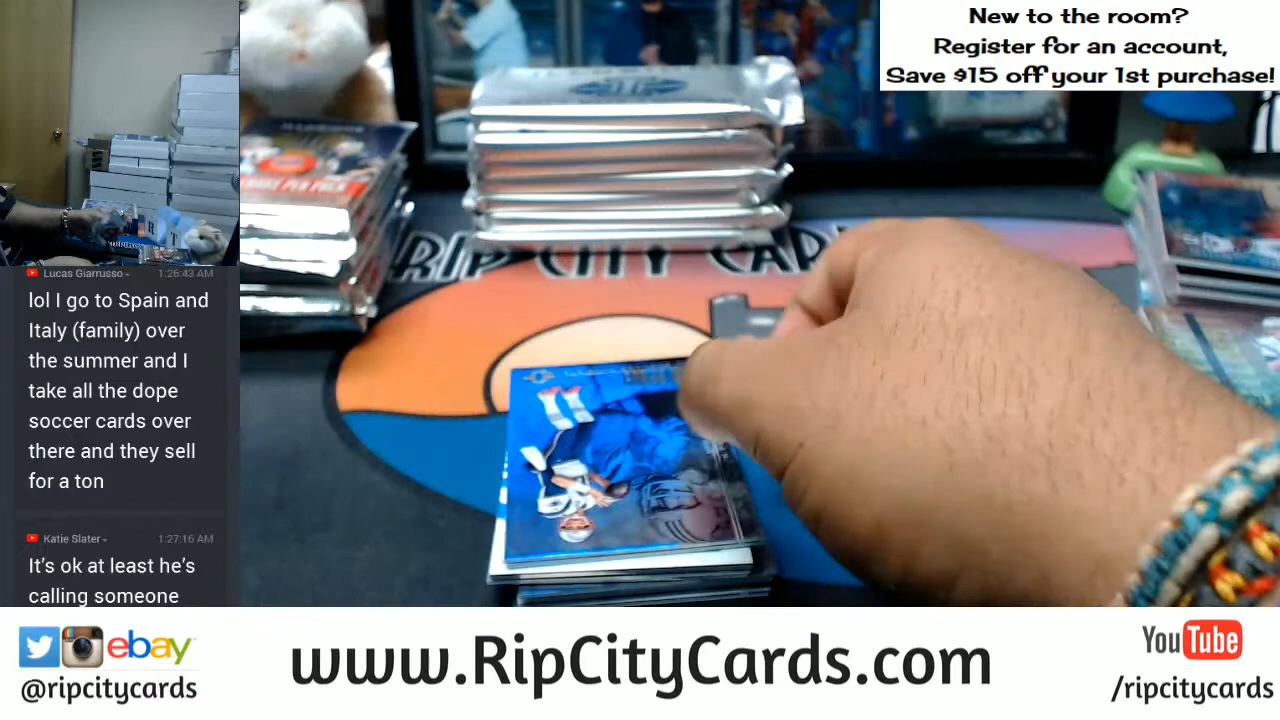 New to the room?
Register for an account,
Save $15 off your 1st purchase!
RIP CITY CAR
Lucas Giarrusso
1:26:43 AM
lol I go to Spain and
Italy (family) over
the summer and I
take all the dope
soccer cards over
there and they sell
for a ton
Katie Slater
1:27:16 AM
It's ok at least he's
calling someone
ebay
@ripcitycards
www.RipCityCards.com
YouTube
/ripcitycards